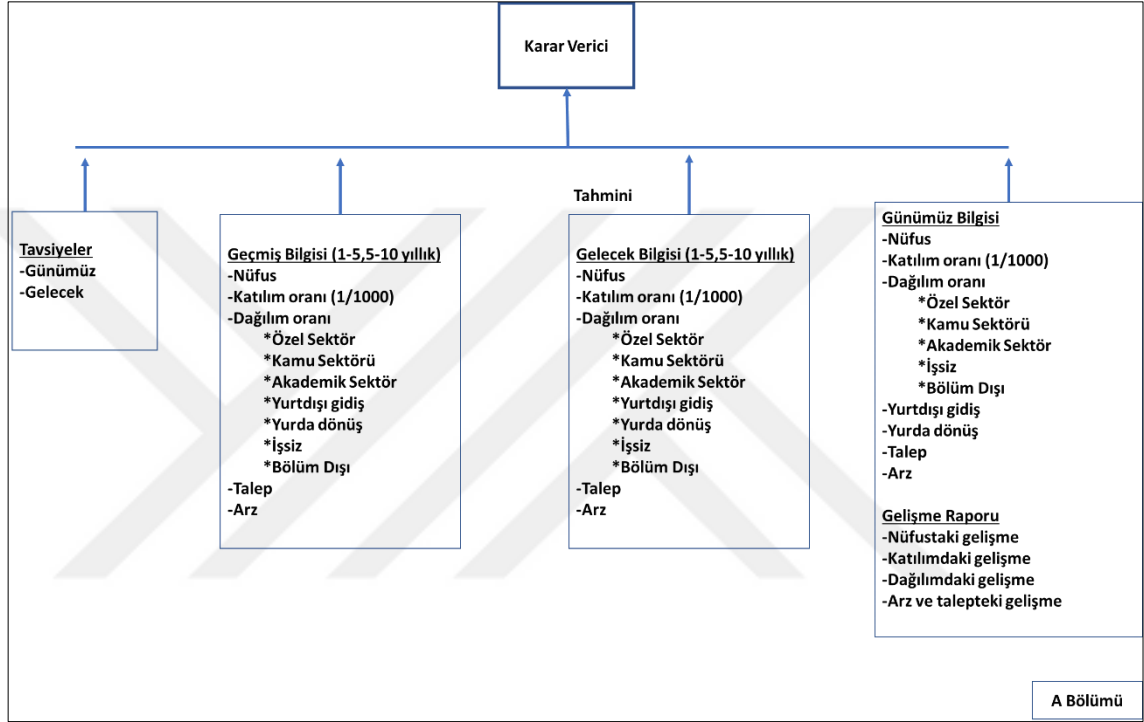 Karar Verici
Tavsiyeler
-Günümüz
-Gelecek
Geçmiş Bilgisi (1-5,5-10 yıllık)
-Nüfus
-Katılım oranı (1/1000)
-Dağılım oranı
*Özel Sektör
*Kamu Sektörü
*Akademik Sektör
*Yurtdışı gidiş
*Yurda dönüş
*İşsiz
*Bölüm Dışı
-Talep
-Arz
Tahmini
Gelecek Bilgisi (1-5,5-10 yıllık)
-Nüfus
-Katılım oranı (1/1000)
-Dağılım oranı
*Özel Sektör
*Kamu Sektörü
*Akademik Sektör
*Yurtdışı gidiş
*Yurda dönüş
*İşsiz
*Bölüm Dışı
-Talep
-Arz
Günümüz Bilgisi
-Nüfus
-Katılım oranı (1/1000)
-Dağılım oranı
*Özel Sektör
*Kamu Sektörü
*Akademik Sektör
*İşsiz
*Bölüm Dışı
-Yurtdışı gidiş
-Yurda dönüş
-Talep
-Arz
Gelişme Raporu
-Nüfustaki gelişme
-Katılımdaki gelişme
-Dağılımdaki gelişme
-Arz ve talepteki gelişme
A Bölümü